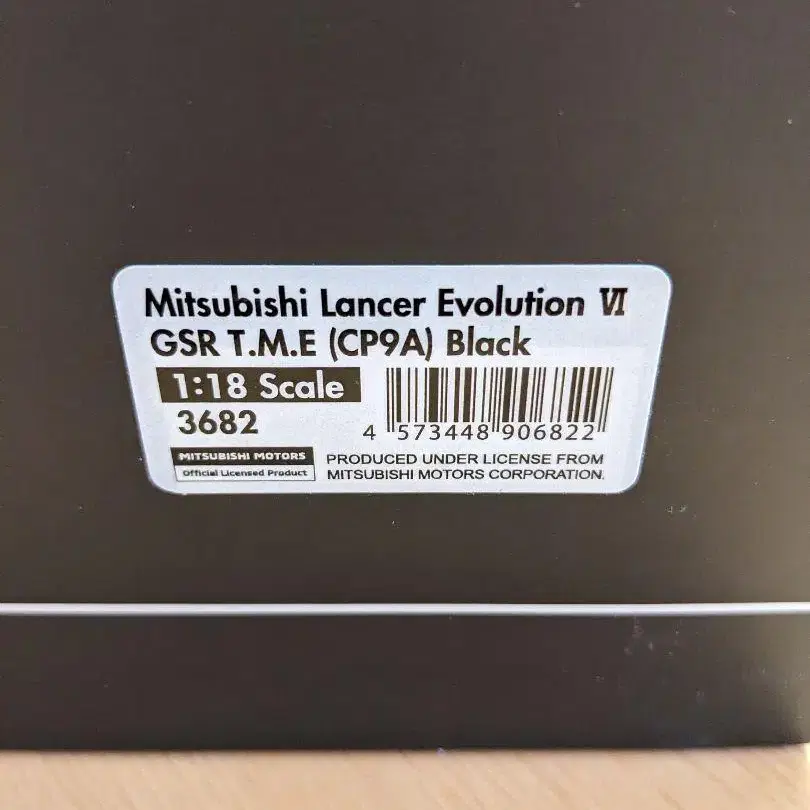 Mitsubishi Lancer Evolution Ⅵ
GSR T.M.E (CP9A) Black
1:18 Scale
3682
4 573448 906822
MITSUBISHI MOTORS
Official Licensed Product
PRODUCED UNDER LICENSE FROM
MITSUBISHI MOTORS CORPORATION.